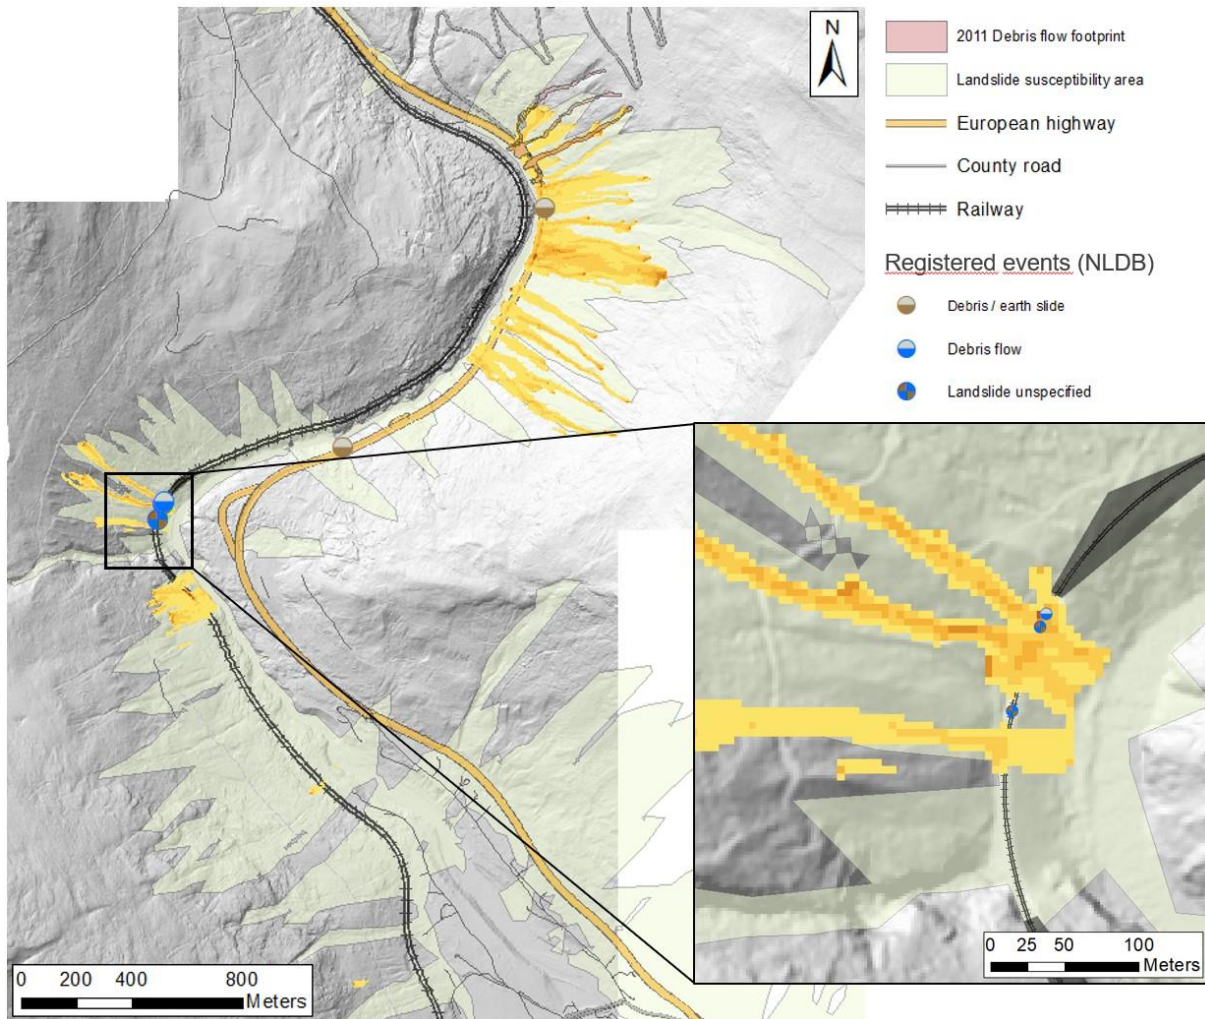 N
2011 Debris flow footprint
Landslide susceptibility area
European highway
County road
Railway
Registered events (NLDB)
Debris / earth slide
Debris flow
Landslide unspecified
0 200 400 800
Meters
0 25 50 100
Meters